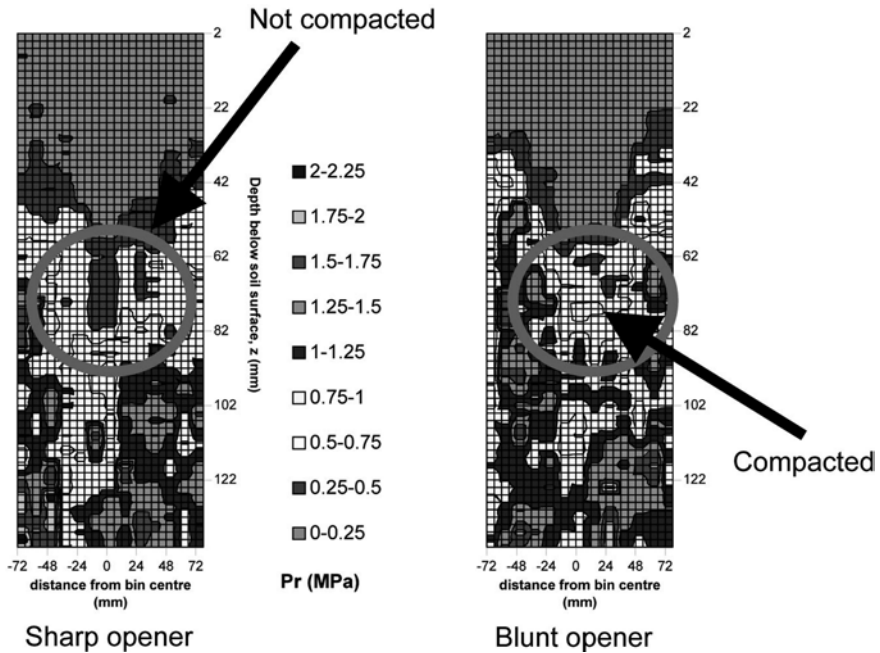 Not compacted
2
22
42
62
82
102
122
Depth below soil surface, z (mm)
-72 -48 -24 0 24 48 72
distance from bin centre
(mm)
Sharp opener
2-2.25
1.75-2
1.5-1.75
1.25-1.5
1-1.25
0.75-1
0.5-0.75
0.25-0.5
0-0.25
Pr (MPa)
2
22
42
62
82
102
122
Compacted
-72 -48 -24 0 24 48 72
distance from bin centre
(mm)
Blunt opener